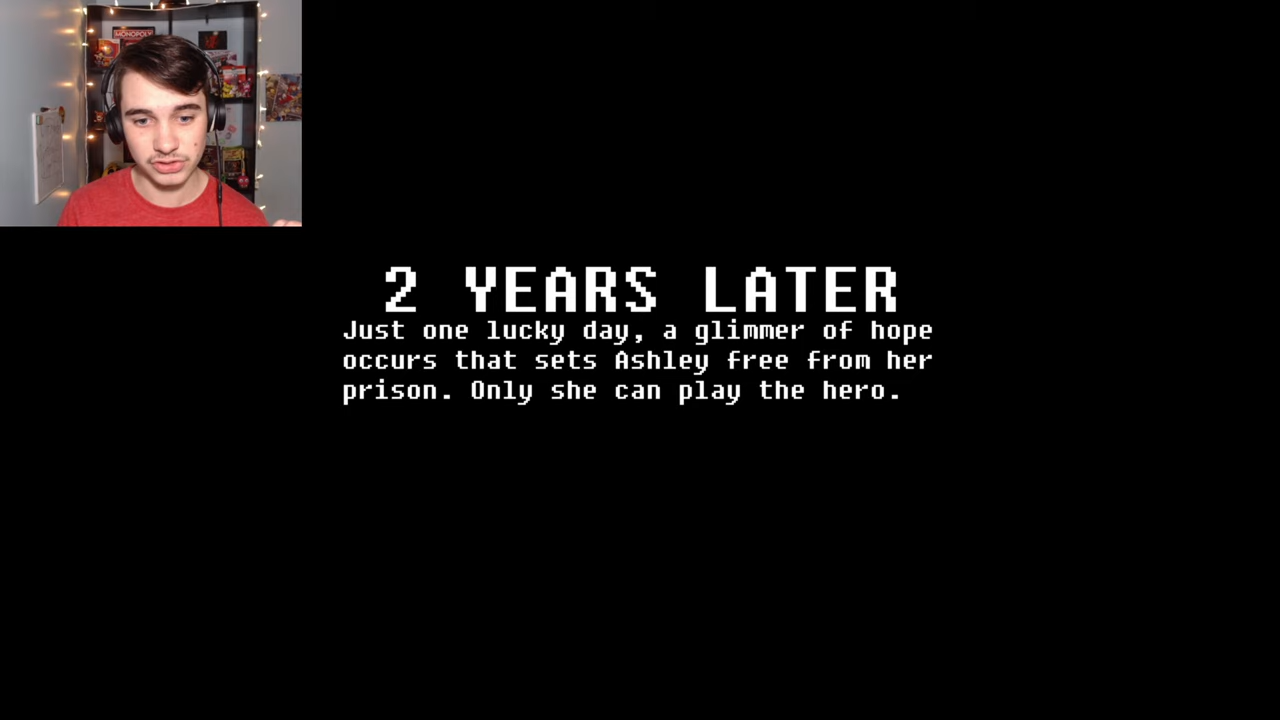 MONOPOLY
2 YEARS LATER
Just one lucky day, a glimmer of hope
occurs that sets Ashley free from her
prison. Only she can play the hero.